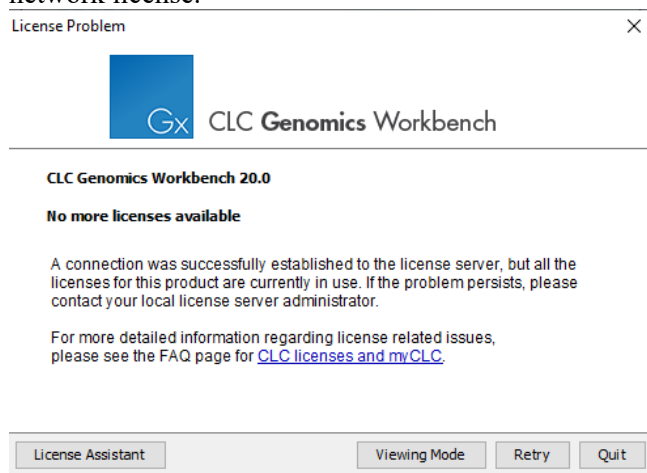 network license.
License Problem
Gx CLC Genomics Workbench
CLC Genomics Workbench 20.0
No more licenses available
A connection was successfully established to the license server, but all the
licenses for this product are currently in use. If the problem persists, please
contact your local license server administrator.
For more detailed information regarding license related issues,
please see the FAQ page for CLC licenses and myCLC.
License Assistant Viewing Mode Retry Quit